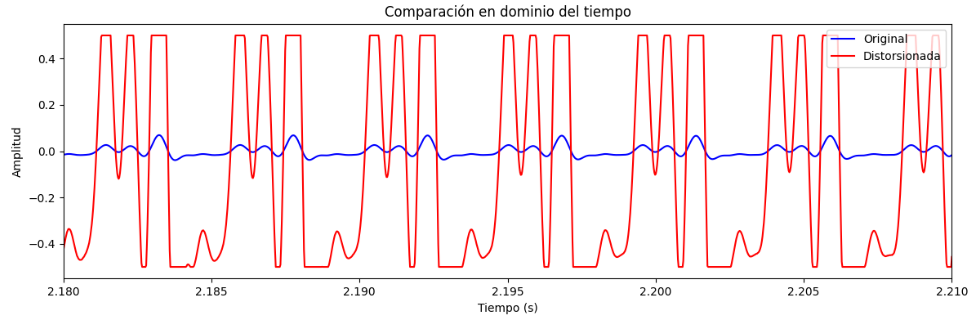 Comparación en dominio del tiempo
Original
Distorsionada
Amplitud
0.4
0.2
0.0
−0.2
−0.4
2.180 2.185 2.190 2.195 2.200 2.205 2.210
Tiempo (s)